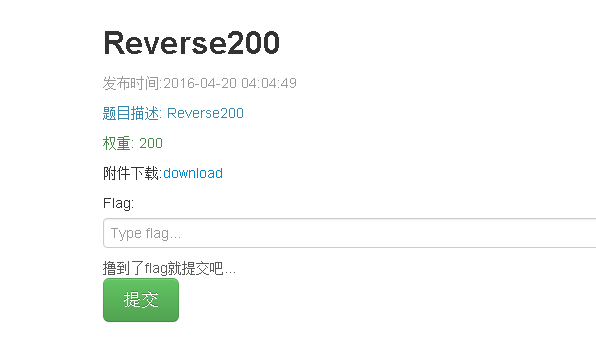 Reverse200
发布时间:2016-04-20 04:04:49
题目描述: Reverse200
权重: 200
附件下载:download
Flag:
Type flag...
撸到了flag就提交吧...
提交